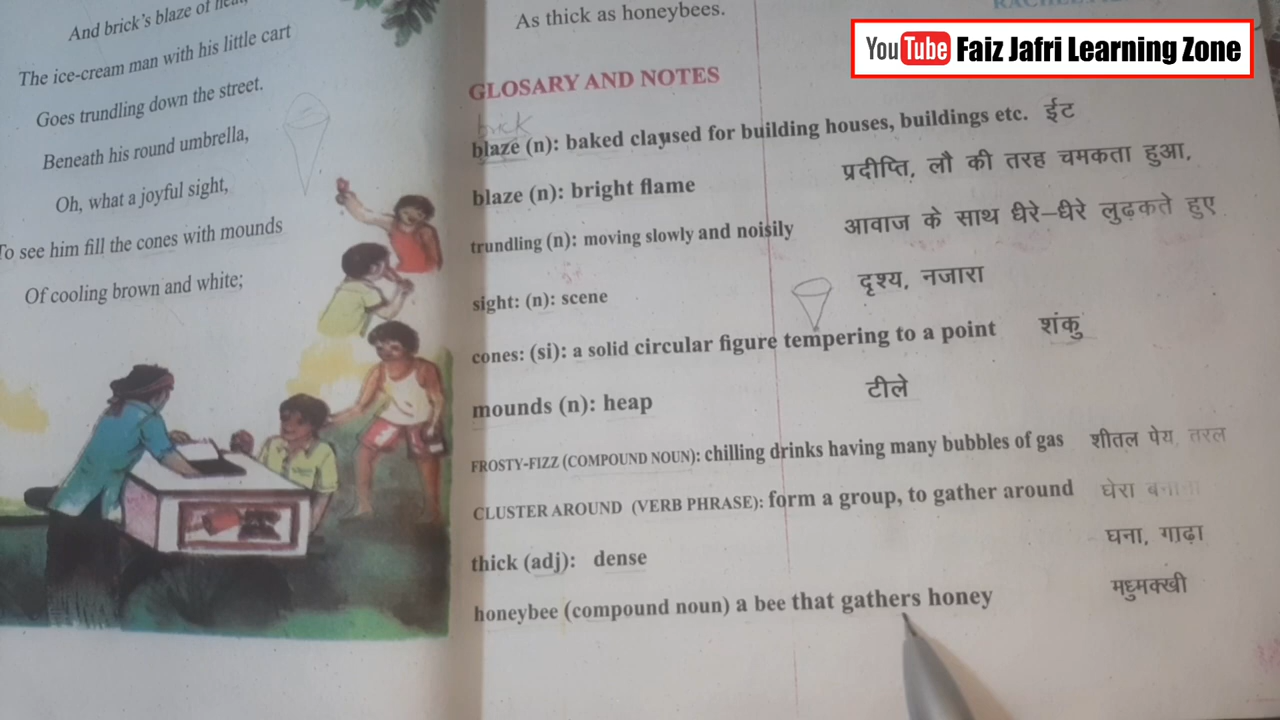 And brick's blaze of heat,
The ice-cream man with his little cart
Goes trundling down the street.
Beneath his round umbrella,
Oh, what a joyful sight,
To see him fill the cones with mounds
Of cooling brown and white;
As thick as honeybees.
YouTube Faiz Jafri Learning Zone
GLOSARY AND NOTES
brick
blaze (n): baked clayused for building houses, buildings etc. ईट
blaze (n): bright flame प्रदीप्ति, लौ की तरह चमकता हुआ,
trundling (n): moving slowly and noisily आवाज के साथ धीरे-धीरे लुढ़कते हुए
sight: (n): scene दृश्य, नजारा
cones: (si): a solid circular figure tempering to a point शंकु
mounds (n): heap टीले
FROSTY-FIZZ (COMPOUND NOUN): chilling drinks having many bubbles of gas शीतल पेय, तरल
CLUSTER AROUND (VERB PHRASE): form a group, to gather around घेरा बनाना
thick (adj): dense घना, गाढ़ा
honeybee (compound noun) a bee that gathers honey मधुमक्खी